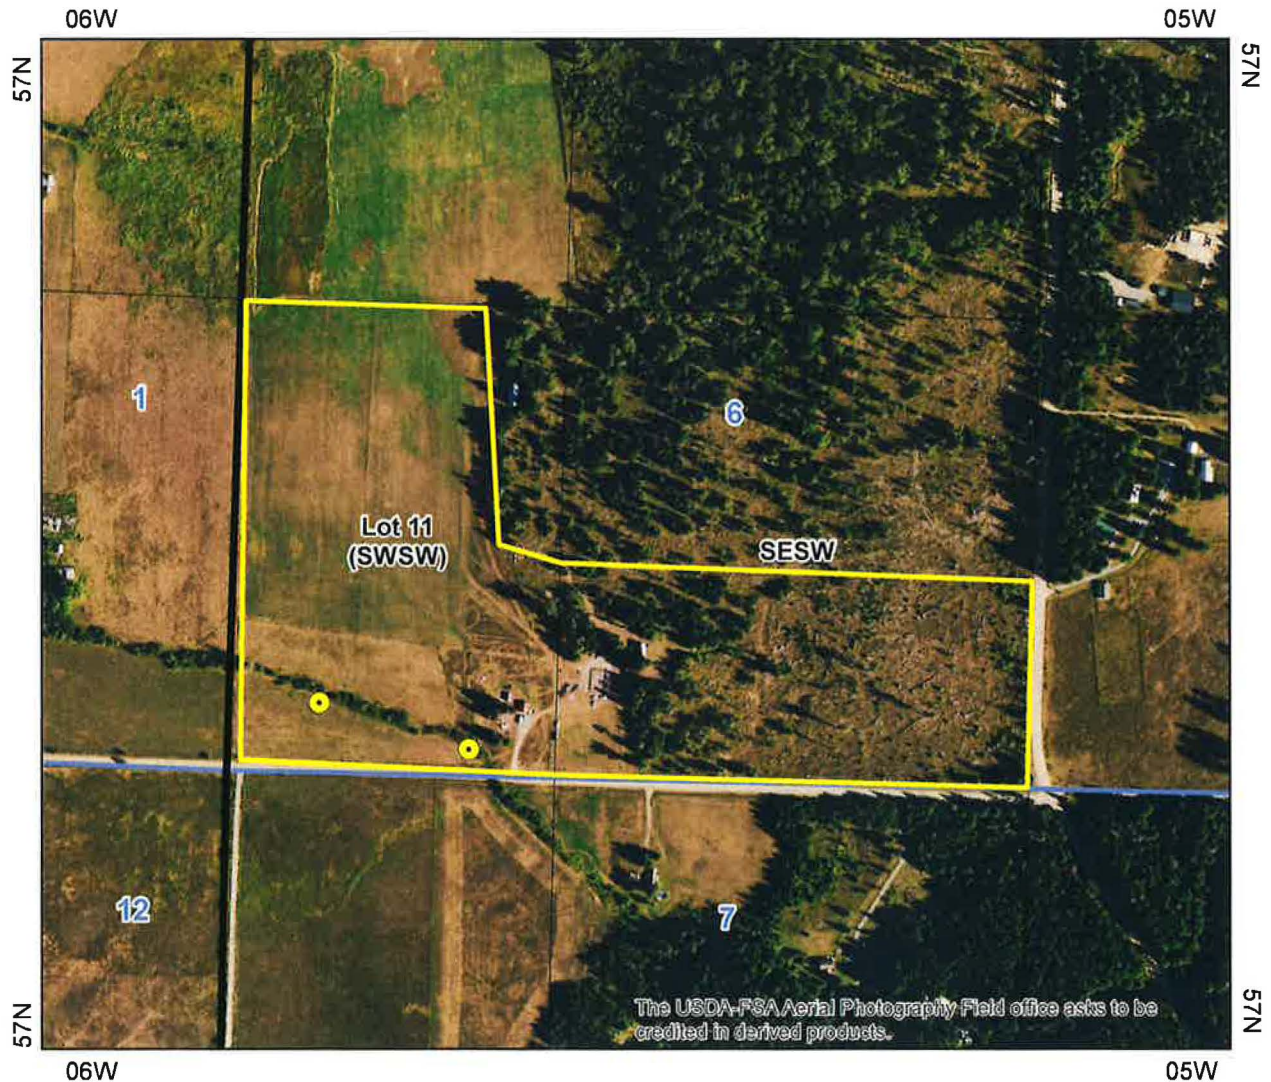 06W
05W
57N
57N
1
6
Lot 11
(SWSW)
SESW
12
7
The USDA-FSA Aerial Photography Field office asks to be
credited in derived products.
57N
57N
06W
05W